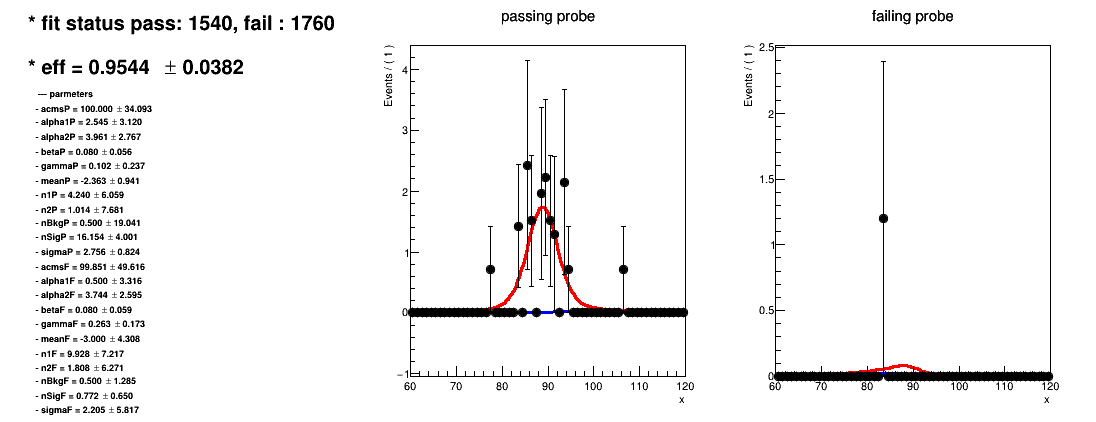 * fit status pass: 1540, fail : 1760
* eff = 0.9544 ± 0.0382
--- parmeters
- acmsP = 100.000 ± 34.093
- alpha1P = 2.545 ± 3.120
- alpha2P = 3.961 ± 2.767
- betaP = 0.080 ± 0.056
- gammaP = 0.102 ± 0.237
- meanP = -2.363 ± 0.941
- n1P = 4.240 ± 6.059
- n2P = 1.014 ± 7.681
- nBkgP = 0.500 ± 19.041
- nSigP = 16.154 ± 4.001
- sigmaP = 2.756 ± 0.824
- acmsF = 99.851 ± 49.616
- alpha1F = 0.500 ± 3.316
- alpha2F = 3.744 ± 2.595
- betaF = 0.080 ± 0.059
- gammaF = 0.263 ± 0.173
- meanF = -3.000 ± 4.308
- n1F = 9.928 ± 7.217
- n2F = 1.808 ± 6.271
- nBkgF = 0.500 ± 1.285
- nSigF = 0.772 ± 0.650
- sigmaF = 2.205 ± 5.817
passing probe
Events / ( 1 )
4
3
2
1
0
−1
60 70 80 90 100 110 120
x
failing probe
Events / ( 1 )
2.5
2
1.5
1
0.5
0
60 70 80 90 100 110 120
x